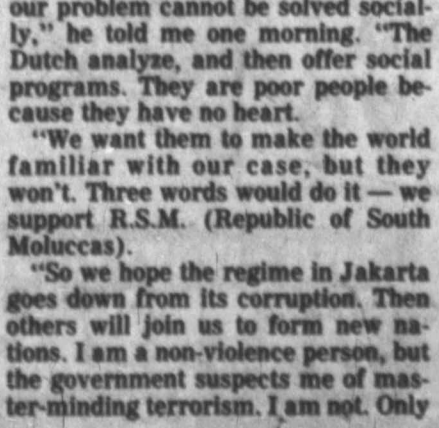 our problem cannot be solved social-
ly," he told me one morning. "The
Dutch analyze, and then offer social
programs. They are poor people be-
cause they have no heart.
"We want them to make the world
familiar with our case, but they
won't. Three words would do it — we
support R.S.M. (Republic of South
Moluccas).
"So we hope the regime in Jakarta
goes down from its corruption. Then
others will join us to form new na-
tions. I am a non-violence person, but
the government suspects me of mas-
ter-minding terrorism. I am not. Only